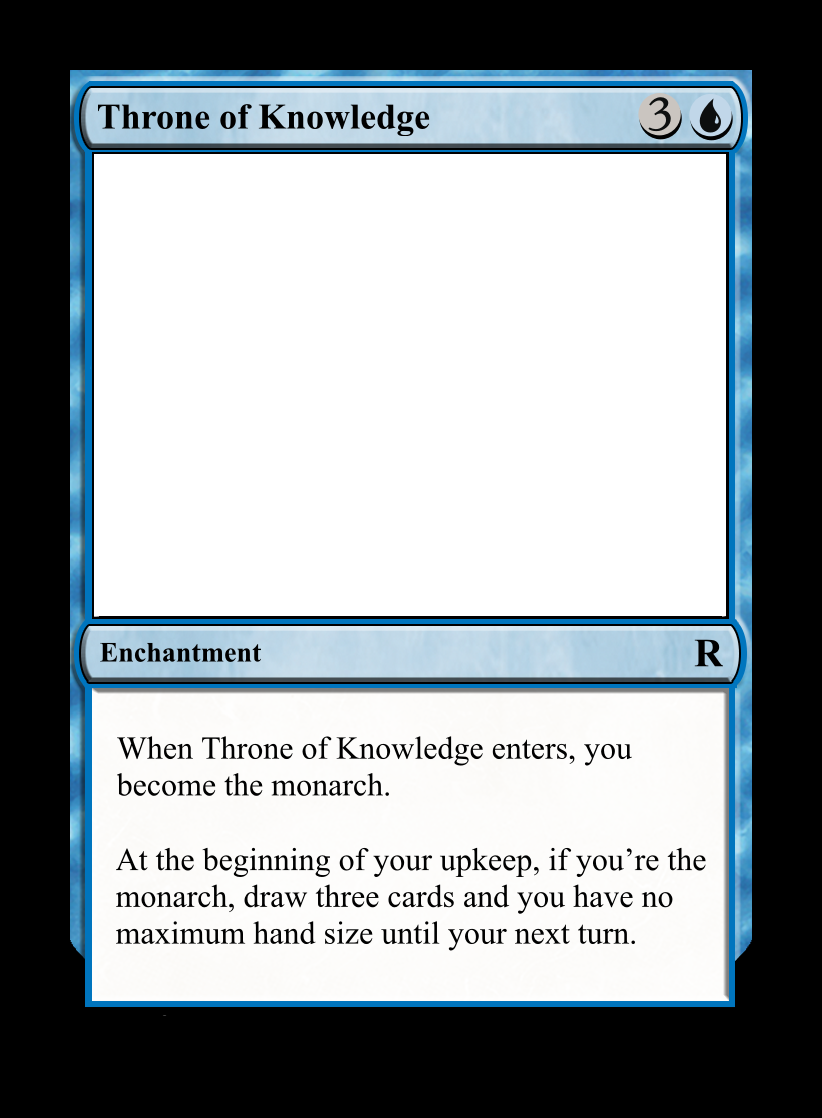 Throne of Knowledge 3
Enchantment R
When Throne of Knowledge enters, you
become the monarch.
At the beginning of your upkeep, if you’re the
monarch, draw three cards and you have no
maximum hand size until your next turn.